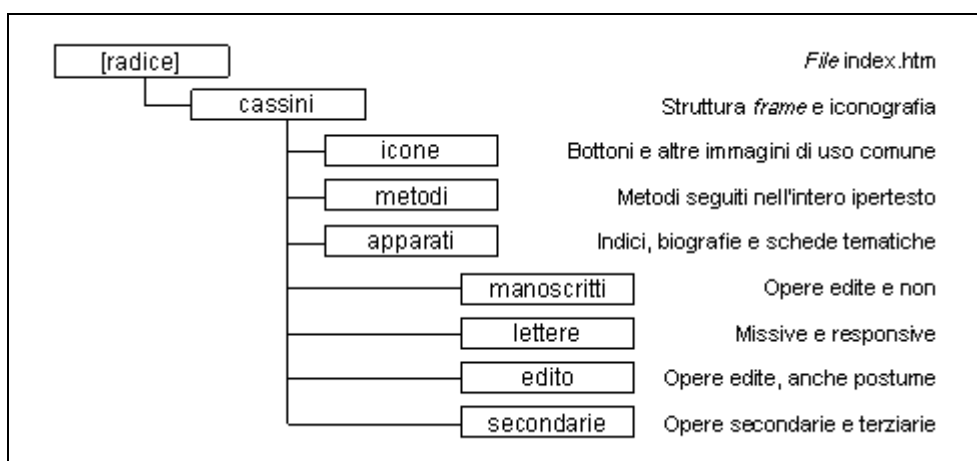 [radice] File index.htm
cassini Struttura frame e iconografia
icone Bottoni e altre immagini di uso comune
metodi Metodi seguiti nell'intero ipertesto
apparati Indici, biografie e schede tematiche
manoscritti Opere edite e non
lettere Missive e responsive
edito Opere edite, anche postume
secondarie Opere secondarie e terziarie